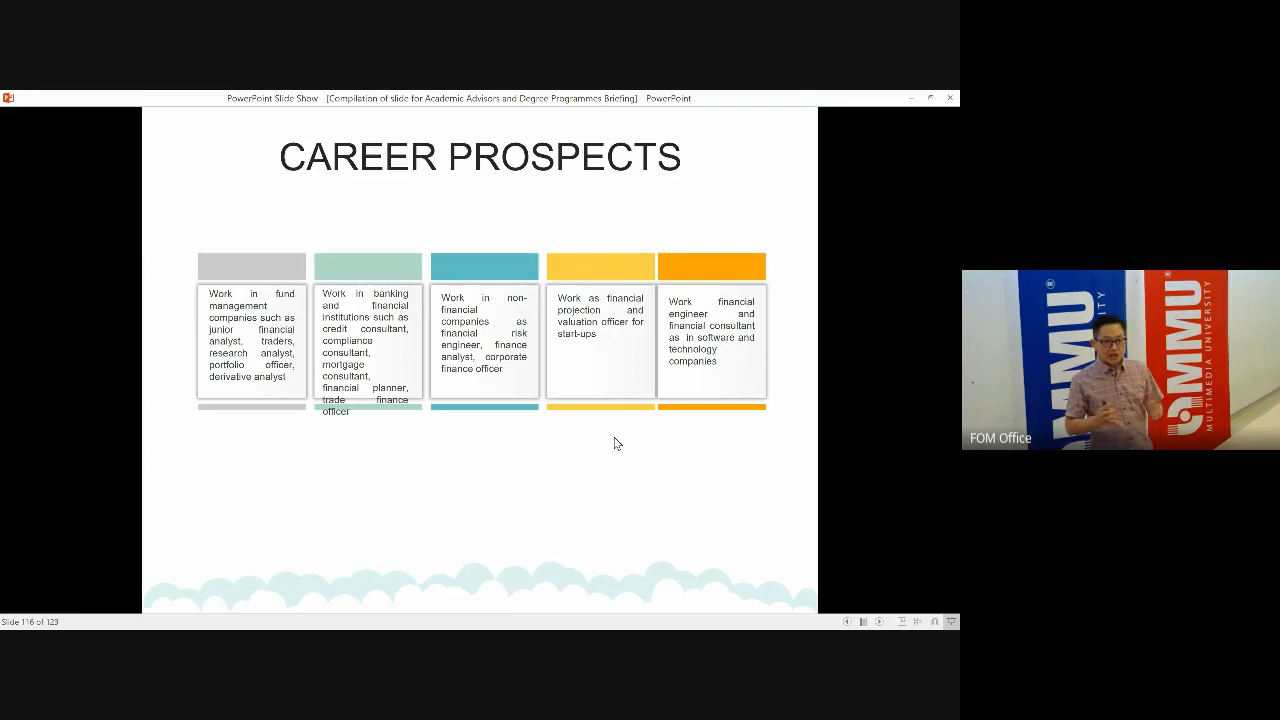 PowerPoint Slide Show - [Compilation of slide for Academic Advisors and Degree Programmes Briefing] - PowerPoint
CAREER PROSPECTS
Work in fund
management
companies such as
junior financial
analyst, traders,
research analyst,
portfolio officer,
derivative analyst
Work in banking
and financial
institutions such as
credit consultant,
compliance
consultant,
mortgage
consultant,
financial planner,
trade finance
officer
Work in non-
financial
companies as
financial risk
engineer, finance
analyst, corporate
finance officer
Work as financial
projection and
valuation officer for
start-ups
Work financial
engineer and
financial consultant
as in software and
technology
companies
Slide 116 of 123
MMU
MMU
MULTIMEDIA UNIVERSITY
FOM Office